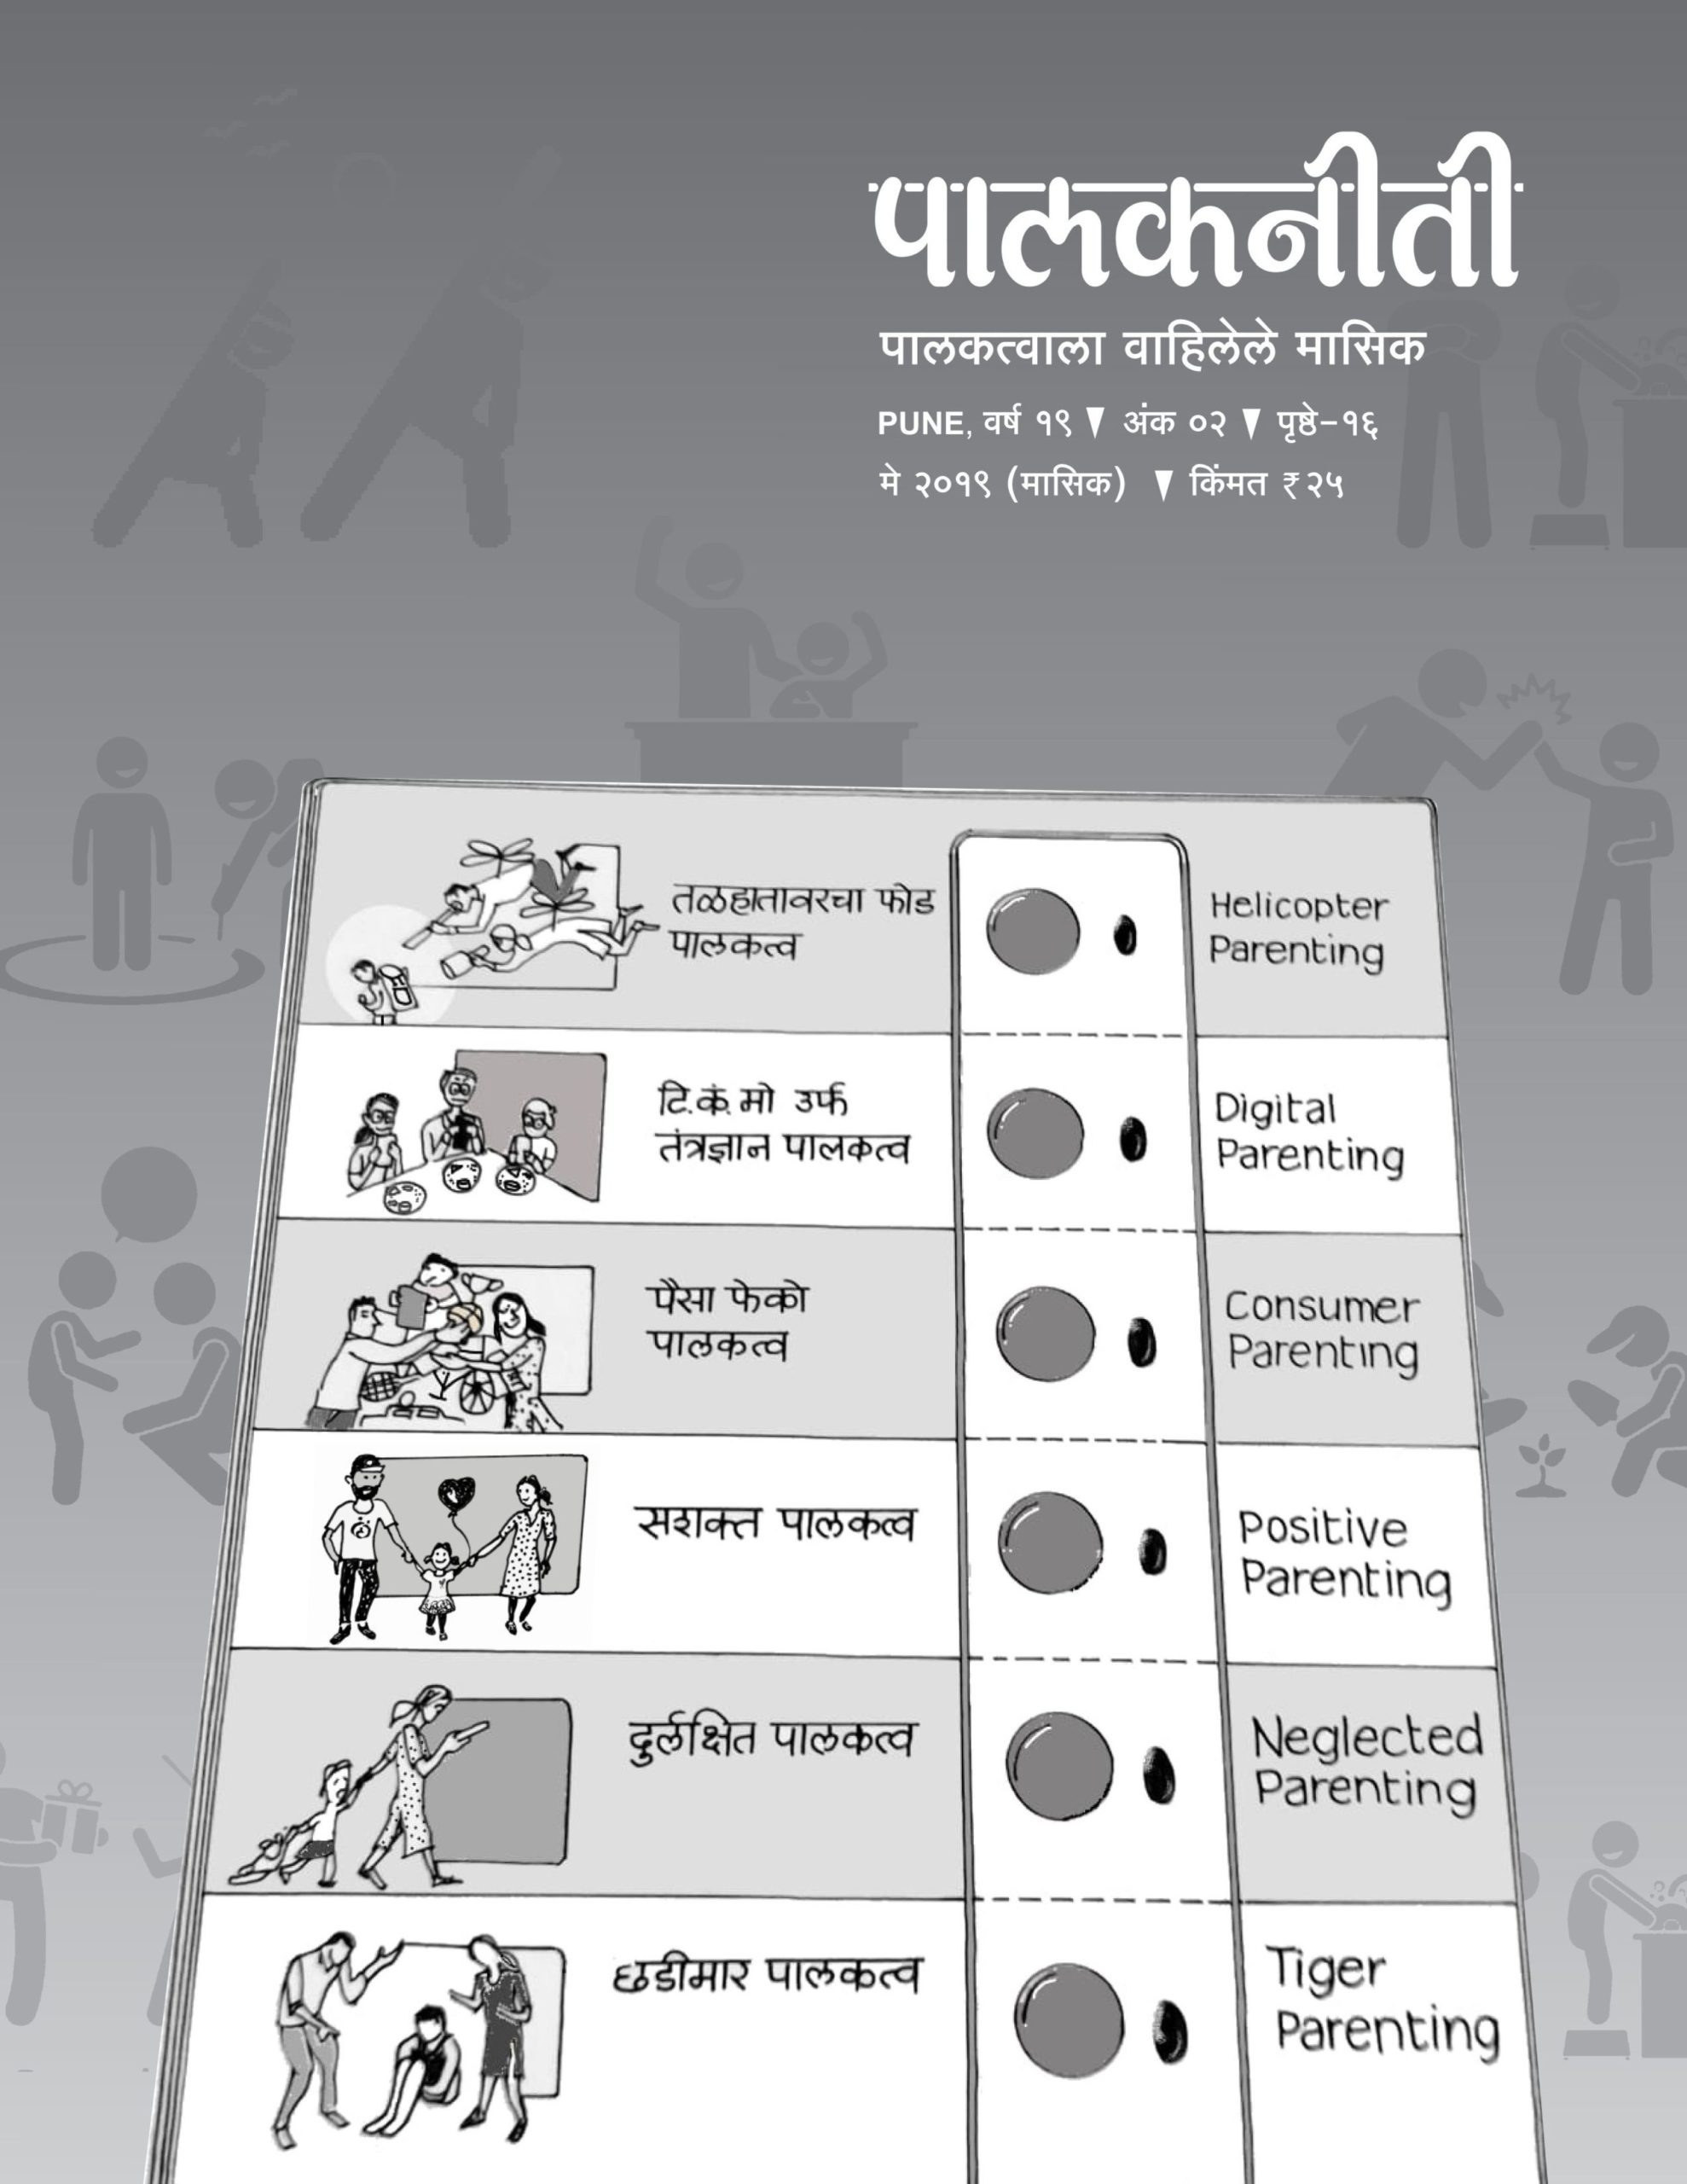 पालकनीती
पालकत्वाला वाहिलेले मासिक
PUNE, वर्ष १९ ▼ अंक ०२ ▼ पृष्ठे–१६
मे २०१९ (मासिक) ▼ किंमत ₹ २५
तळहातावरचा फोड
पालकत्व
Helicopter
Parenting
टि.कं.मो उर्फ
तंत्रज्ञान पालकत्व
Digital
Parenting
पैसा फेको
पालकत्व
Consumer
Parenting
सशक्त पालकत्व
Positive
Parenting
दुर्लक्षित पालकत्व
Neglected
Parenting
छडीमार पालकत्व
Tiger
Parenting